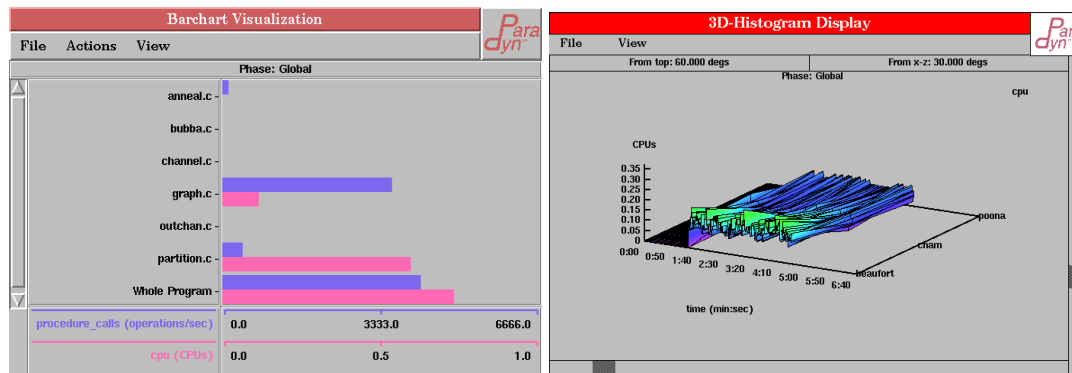 Barchart Visualization
Paradyn
File Actions View
Phase: Global
anneal.c
bubba.c
channel.c
graph.c
outchan.c
partition.c
Whole Program
procedure_calls (operations/sec) 0.0 3333.0 6666.0
cpu (CPUs) 0.0 0.5 1.0
3D-Histogram Display
File View
From top: 60.000 degs From x-z: 30.000 degs
Phase: Global
cpu
CPUs
0.35
0.30
0.25
0.20
0.15
0.10
0.05
0
0:00 0:50 1:40 2:30 3:20 4:10 5:00 5:50 6:40
poona
cham
beaufort
time (min:sec)